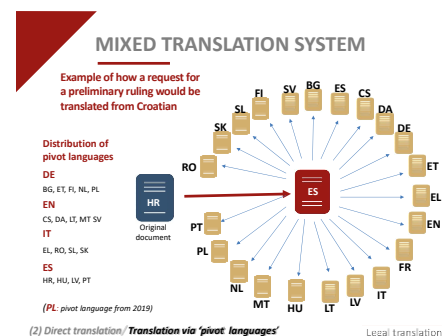 MIXED TRANSLATION SYSTEM
Example of how a request for
a preliminary ruling would be
translated from Croatian
Distribution of
pivot languages
DE
BG, ET, FI, NL, PL
EN
CS, DA, LT, MT SV
IT
EL, RO, SL, SK
ES
HR, HU, LV, PT
(PL: pivot language from 2019)
HR
Original
document
ES
RO
SK
SL
FI
SV
BG
ES
CS
DA
DE
ET
EL
EN
FR
IT
LV
LT
HU
MT
NL
PL
PT
(2) Direct translation/Translation via 'pivot languages'
Legal translation